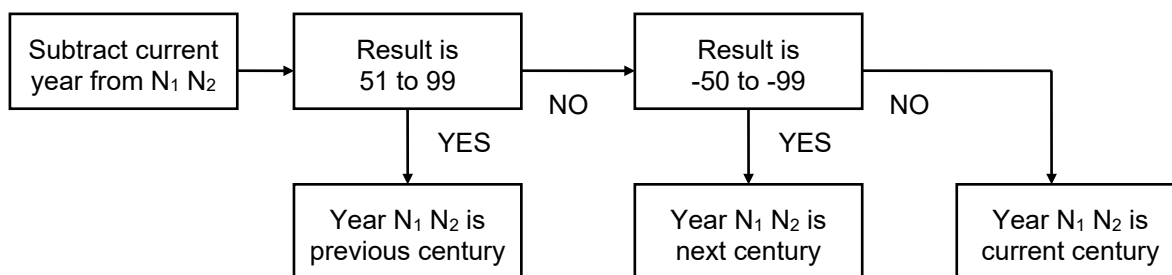 Subtract current
year from N₁ N₂
Result is
51 to 99
NO
YES
Result is
-50 to -99
NO
YES
Year N₁ N₂ is
previous century
Year N₁ N₂ is
next century
Year N₁ N₂ is
current century